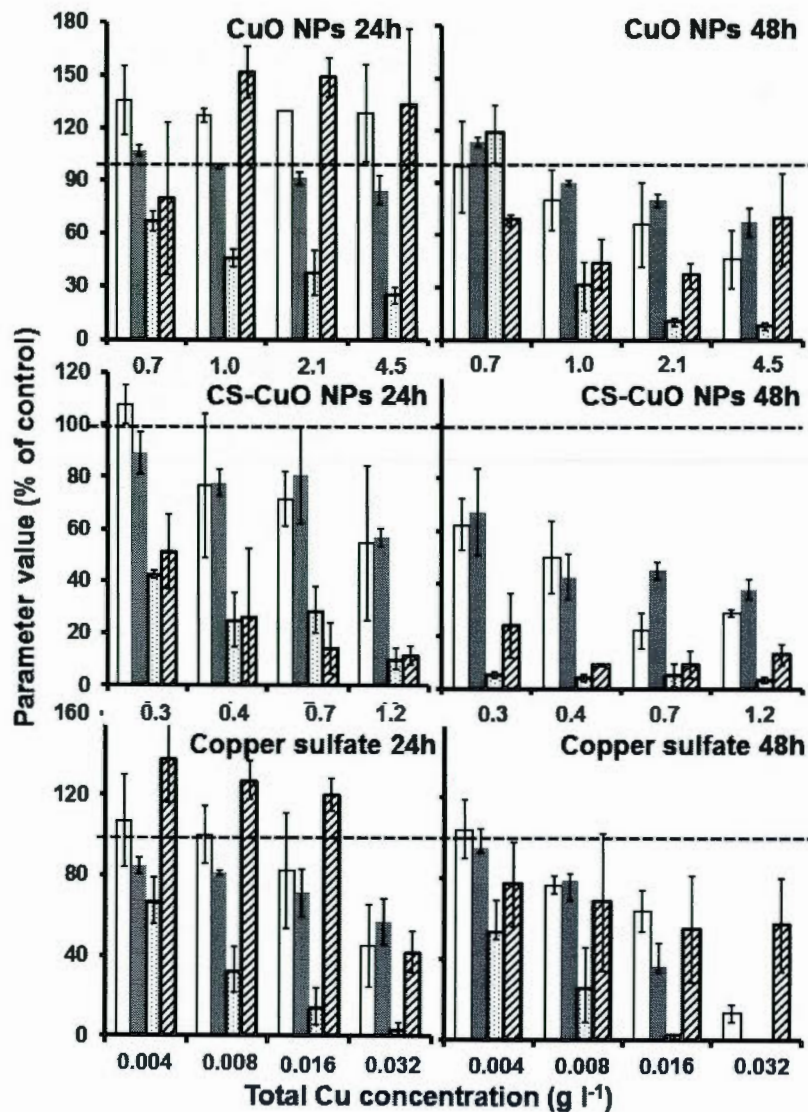 Parameter value (% of control)
CuO NPs 24h
CuO NPs 48h
180
150
120
90
60
30
0
0.7 1.0 2.1 4.5
0.7 1.0 2.1 4.5
CS-CuO NPs 24h
CS-CuO NPs 48h
120
100
80
60
40
20
0
0.3 0.4 0.7 1.2
0.3 0.4 0.7 1.2
Copper sulfate 24h
Copper sulfate 48h
160
120
80
40
0
0.004 0.008 0.016 0.032
0.004 0.008 0.016 0.032
Total Cu concentration (g l-1)